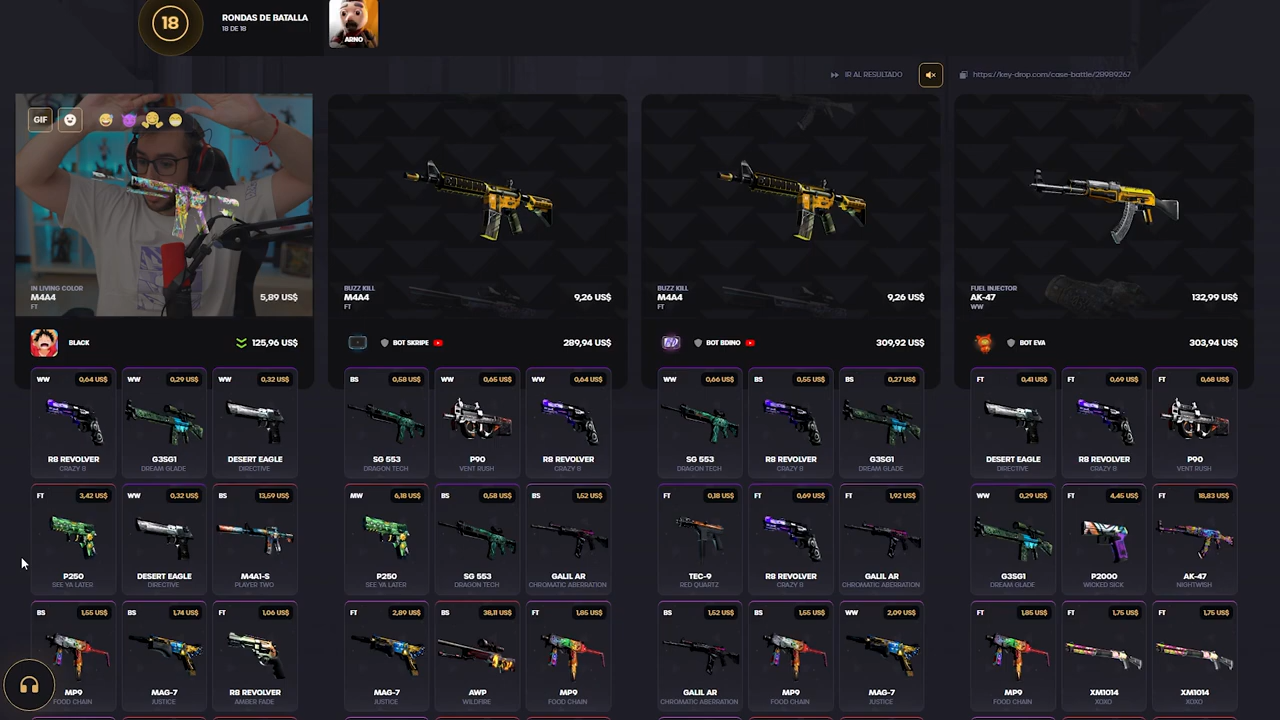 18
RONDAS DE BATALLA
18 DE 18
ARNO
IR AL RESULTADO
https://key-drop.com/case-battle/28989267
GIF
IN LIVING COLOR
M4A4
5,89 US$
FT
BUZZ KILL
M4A4
9,26 US$
FT
BUZZ KILL
M4A4
9,26 US$
FT
FUEL INJECTOR
AK-47
132,99 US$
WW
BLACK
125,96 US$
BOT SKRIPE
289,94 US$
BOT BDINO
309,92 US$
BOT EVA
303,94 US$
WW 0,64 US$ WW 0,29 US$ WW 0,32 US$ BS 0,58 US$ WW 0,65 US$ WW 0,64 US$ WW 0,66 US$ BS 0,55 US$ BS 0,27 US$ FT 0,41 US$ FT 0,69 US$ FT 0,68 US$
R8 REVOLVER G3SG1 DESERT EAGLE SG 553 P90 R8 REVOLVER SG 553 R8 REVOLVER G3SG1 DESERT EAGLE R8 REVOLVER P90
CRAZY 8 DREAM GLADE DIRECTIVE DRAGON TECH VENT RUSH CRAZY 8 DRAGON TECH CRAZY 8 DREAM GLADE DIRECTIVE CRAZY 8 VENT RUSH
FT 3,42 US$ WW 0,32 US$ BS 13,59 US$ MW 6,18 US$ BS 0,58 US$ BS 1,52 US$ FT 0,18 US$ FT 0,69 US$ FT 1,92 US$ WW 0,29 US$ FT 4,45 US$ FT 18,83 US$
P250 DESERT EAGLE M4A1-S P250 SG 553 GALIL AR TEC-9 R8 REVOLVER GALIL AR G3SG1 P2000 AK-47
SEE YA LATER DIRECTIVE PLAYER TWO SEE YA LATER DRAGON TECH CHROMATIC ABERRATION RED QUARTZ CRAZY 8 CHROMATIC ABERRATION DREAM GLADE WICKED SICK NIGHTWISH
BS 1,55 US$ BS 1,74 US$ FT 1,06 US$ FT 2,89 US$ BS 38,11 US$ FT 1,85 US$ BS 1,52 US$ BS 1,55 US$ WW 2,09 US$ FT 1,85 US$ FT 1,75 US$ FT 1,75 US$
MP9 MAG-7 R8 REVOLVER MAG-7 AWP MP9 GALIL AR MP9 MAG-7 MP9 XM1014 XM1014
FOOD CHAIN JUSTICE AMBER FADE JUSTICE WILDFIRE FOOD CHAIN CHROMATIC ABERRATION FOOD CHAIN JUSTICE FOOD CHAIN XOXO XOXO